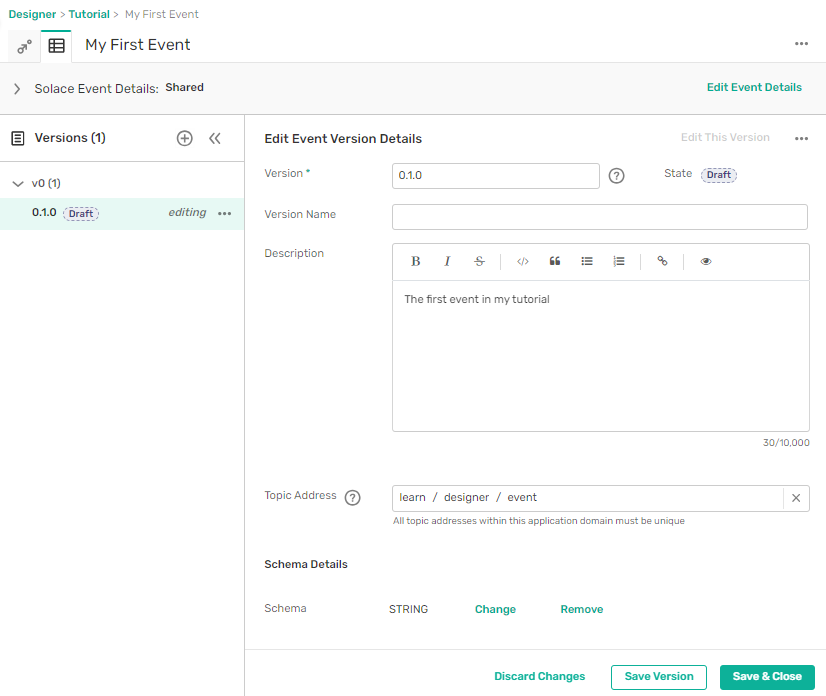 Designer > Tutorial > My First Event
My First Event
Solace Event Details: Shared
Edit Event Details
Versions (1)
v0 (1)
0.1.0 Draft editing
Edit Event Version Details
Edit This Version
Version * 0.1.0 ? State Draft
Version Name
Description
B I S </>
The first event in my tutorial
30/10,000
Topic Address ? learn / designer / event
All topic addresses within this application domain must be unique
Schema Details
Schema STRING Change Remove
Discard Changes Save Version Save & Close